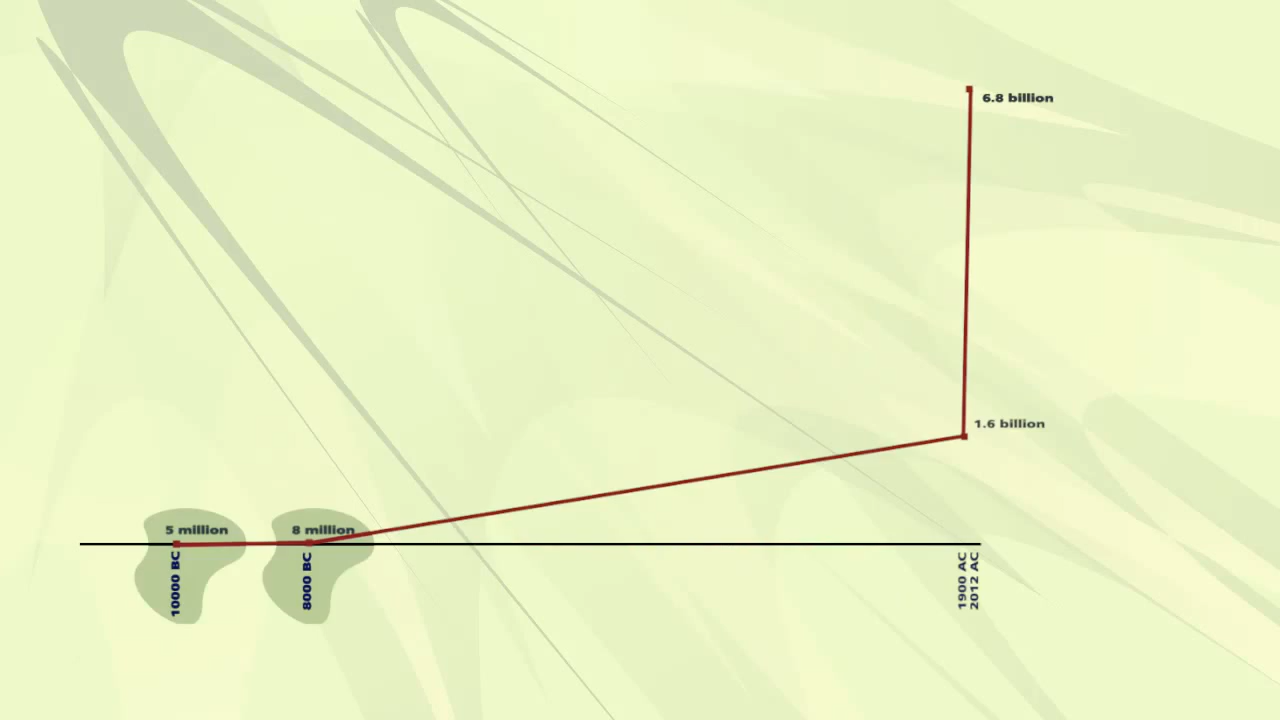 6.8 billion
1.6 billion
5 million
8 million
10000 BC
8000 BC
1900 AC
2012 AC